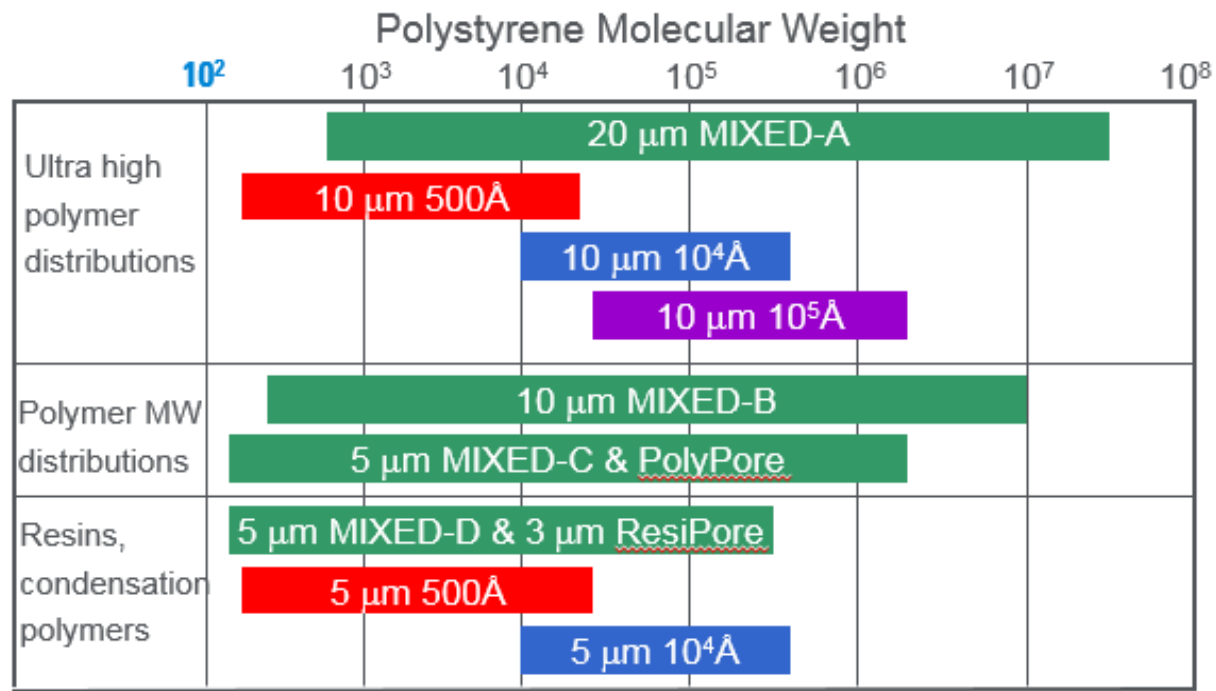 Polystyrene Molecular Weight
10² 10³ 10⁴ 10⁵ 10⁶ 10⁷ 10⁸
Ultra high
polymer
distributions
20 μm MIXED-A
10 μm 500Å
10 μm 10⁴Å
10 μm 10⁵Å
Polymer MW
distributions
10 μm MIXED-B
5 μm MIXED-C & PolyPore
Resins,
condensation
polymers
5 μm MIXED-D & 3 μm ResiPore
5 μm 500Å
5 μm 10⁴Å